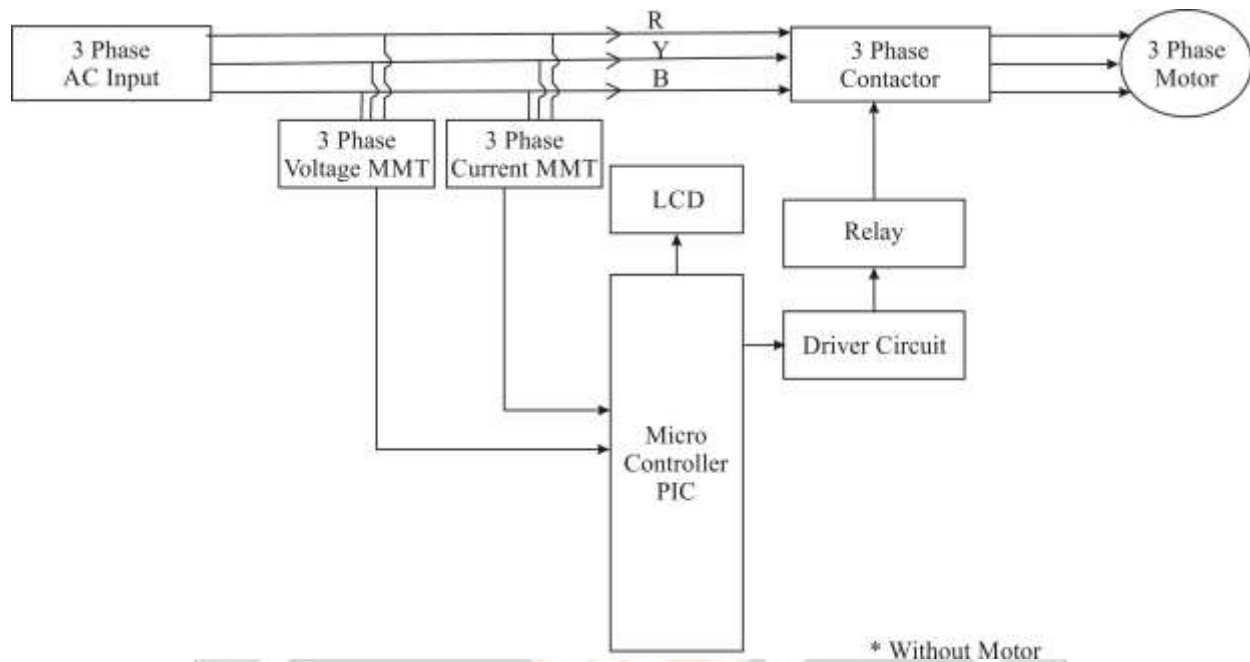 3 Phase
AC Input
R
Y
B
3 Phase
Contactor
3 Phase
Motor
3 Phase
Voltage MMT
3 Phase
Current MMT
LCD
Relay
Driver Circuit
Micro
Controller
PIC
* Without Motor